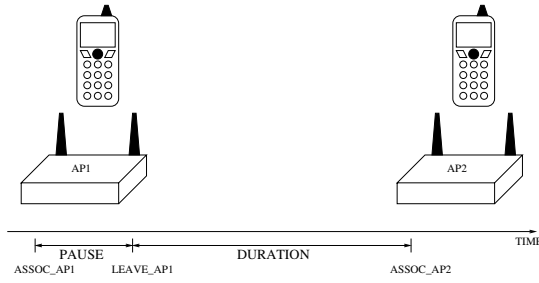 AP1
AP2
TIME
PAUSE
DURATION
ASSOC_AP1
LEAVE_AP1
ASSOC_AP2